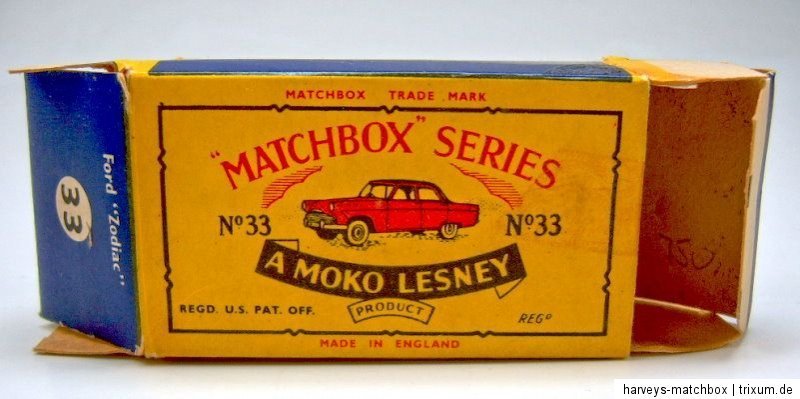 MATCHBOX TRADE MARK
"MATCHBOX" SERIES
Nº33 Nº33
A MOKO LESNEY
PRODUCT
REGD. U.S. PAT. OFF. REGᴰ
MADE IN ENGLAND
33
Ford "Zodiac"
750
harveys-matchbox | trixum.de